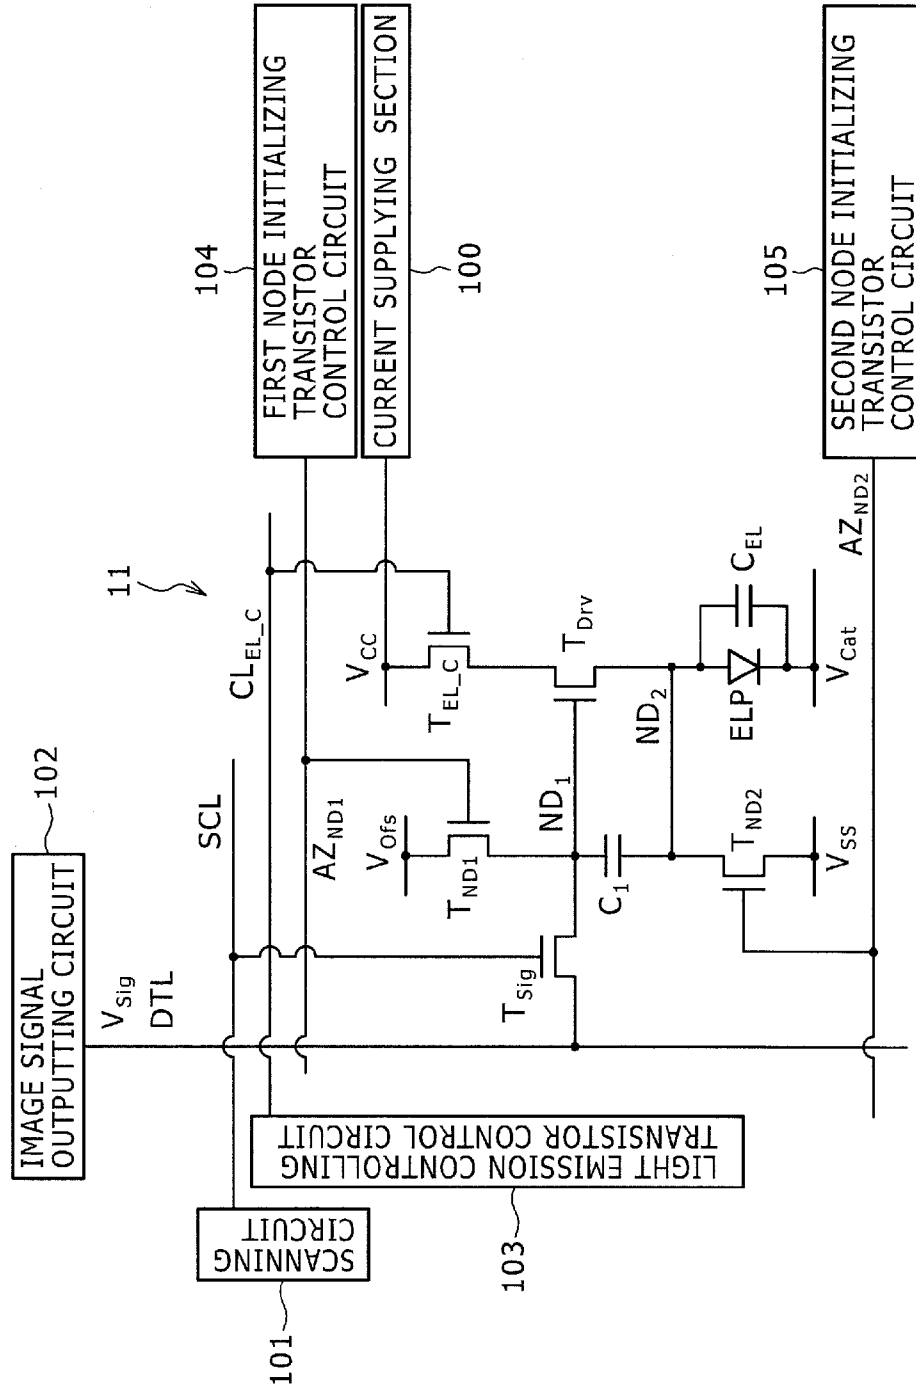 IMAGE SIGNAL
OUTPUTTING CIRCUIT
102
V_Sig
DTL
SCANNING
CIRCUIT
101
SCL
LIGHT EMISSION CONTROLLING
TRANSISTOR CONTROL CIRCUIT
103
CL_EL_C
11
104
FIRST NODE INITIALIZING
TRANSISTOR
CONTROL CIRCUIT
CURRENT SUPPLYING SECTION
100
AZ_ND1
V_Ofs
T_ND1
V_CC
T_EL_C
T_Sig
ND_1
T_Drv
C_1
ND_2
T_ND2
V_SS
ELP
C_EL
V_Cat
AZ_ND2
105
SECOND NODE INITIALIZING
TRANSISTOR
CONTROL CIRCUIT